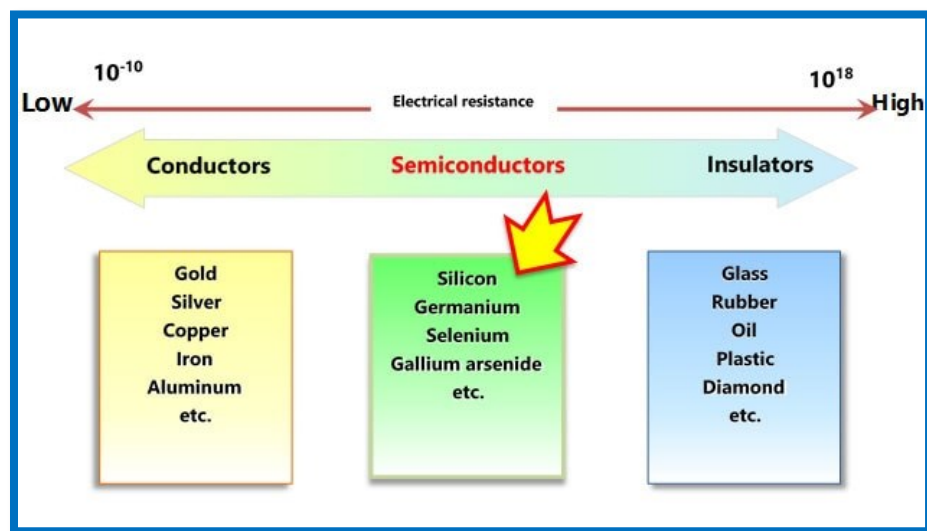 10⁻¹⁰
10¹⁸
Low Electrical resistance High
Conductors Semiconductors Insulators
Gold
Silver
Copper
Iron
Aluminum
etc.
Silicon
Germanium
Selenium
Gallium arsenide
etc.
Glass
Rubber
Oil
Plastic
Diamond
etc.